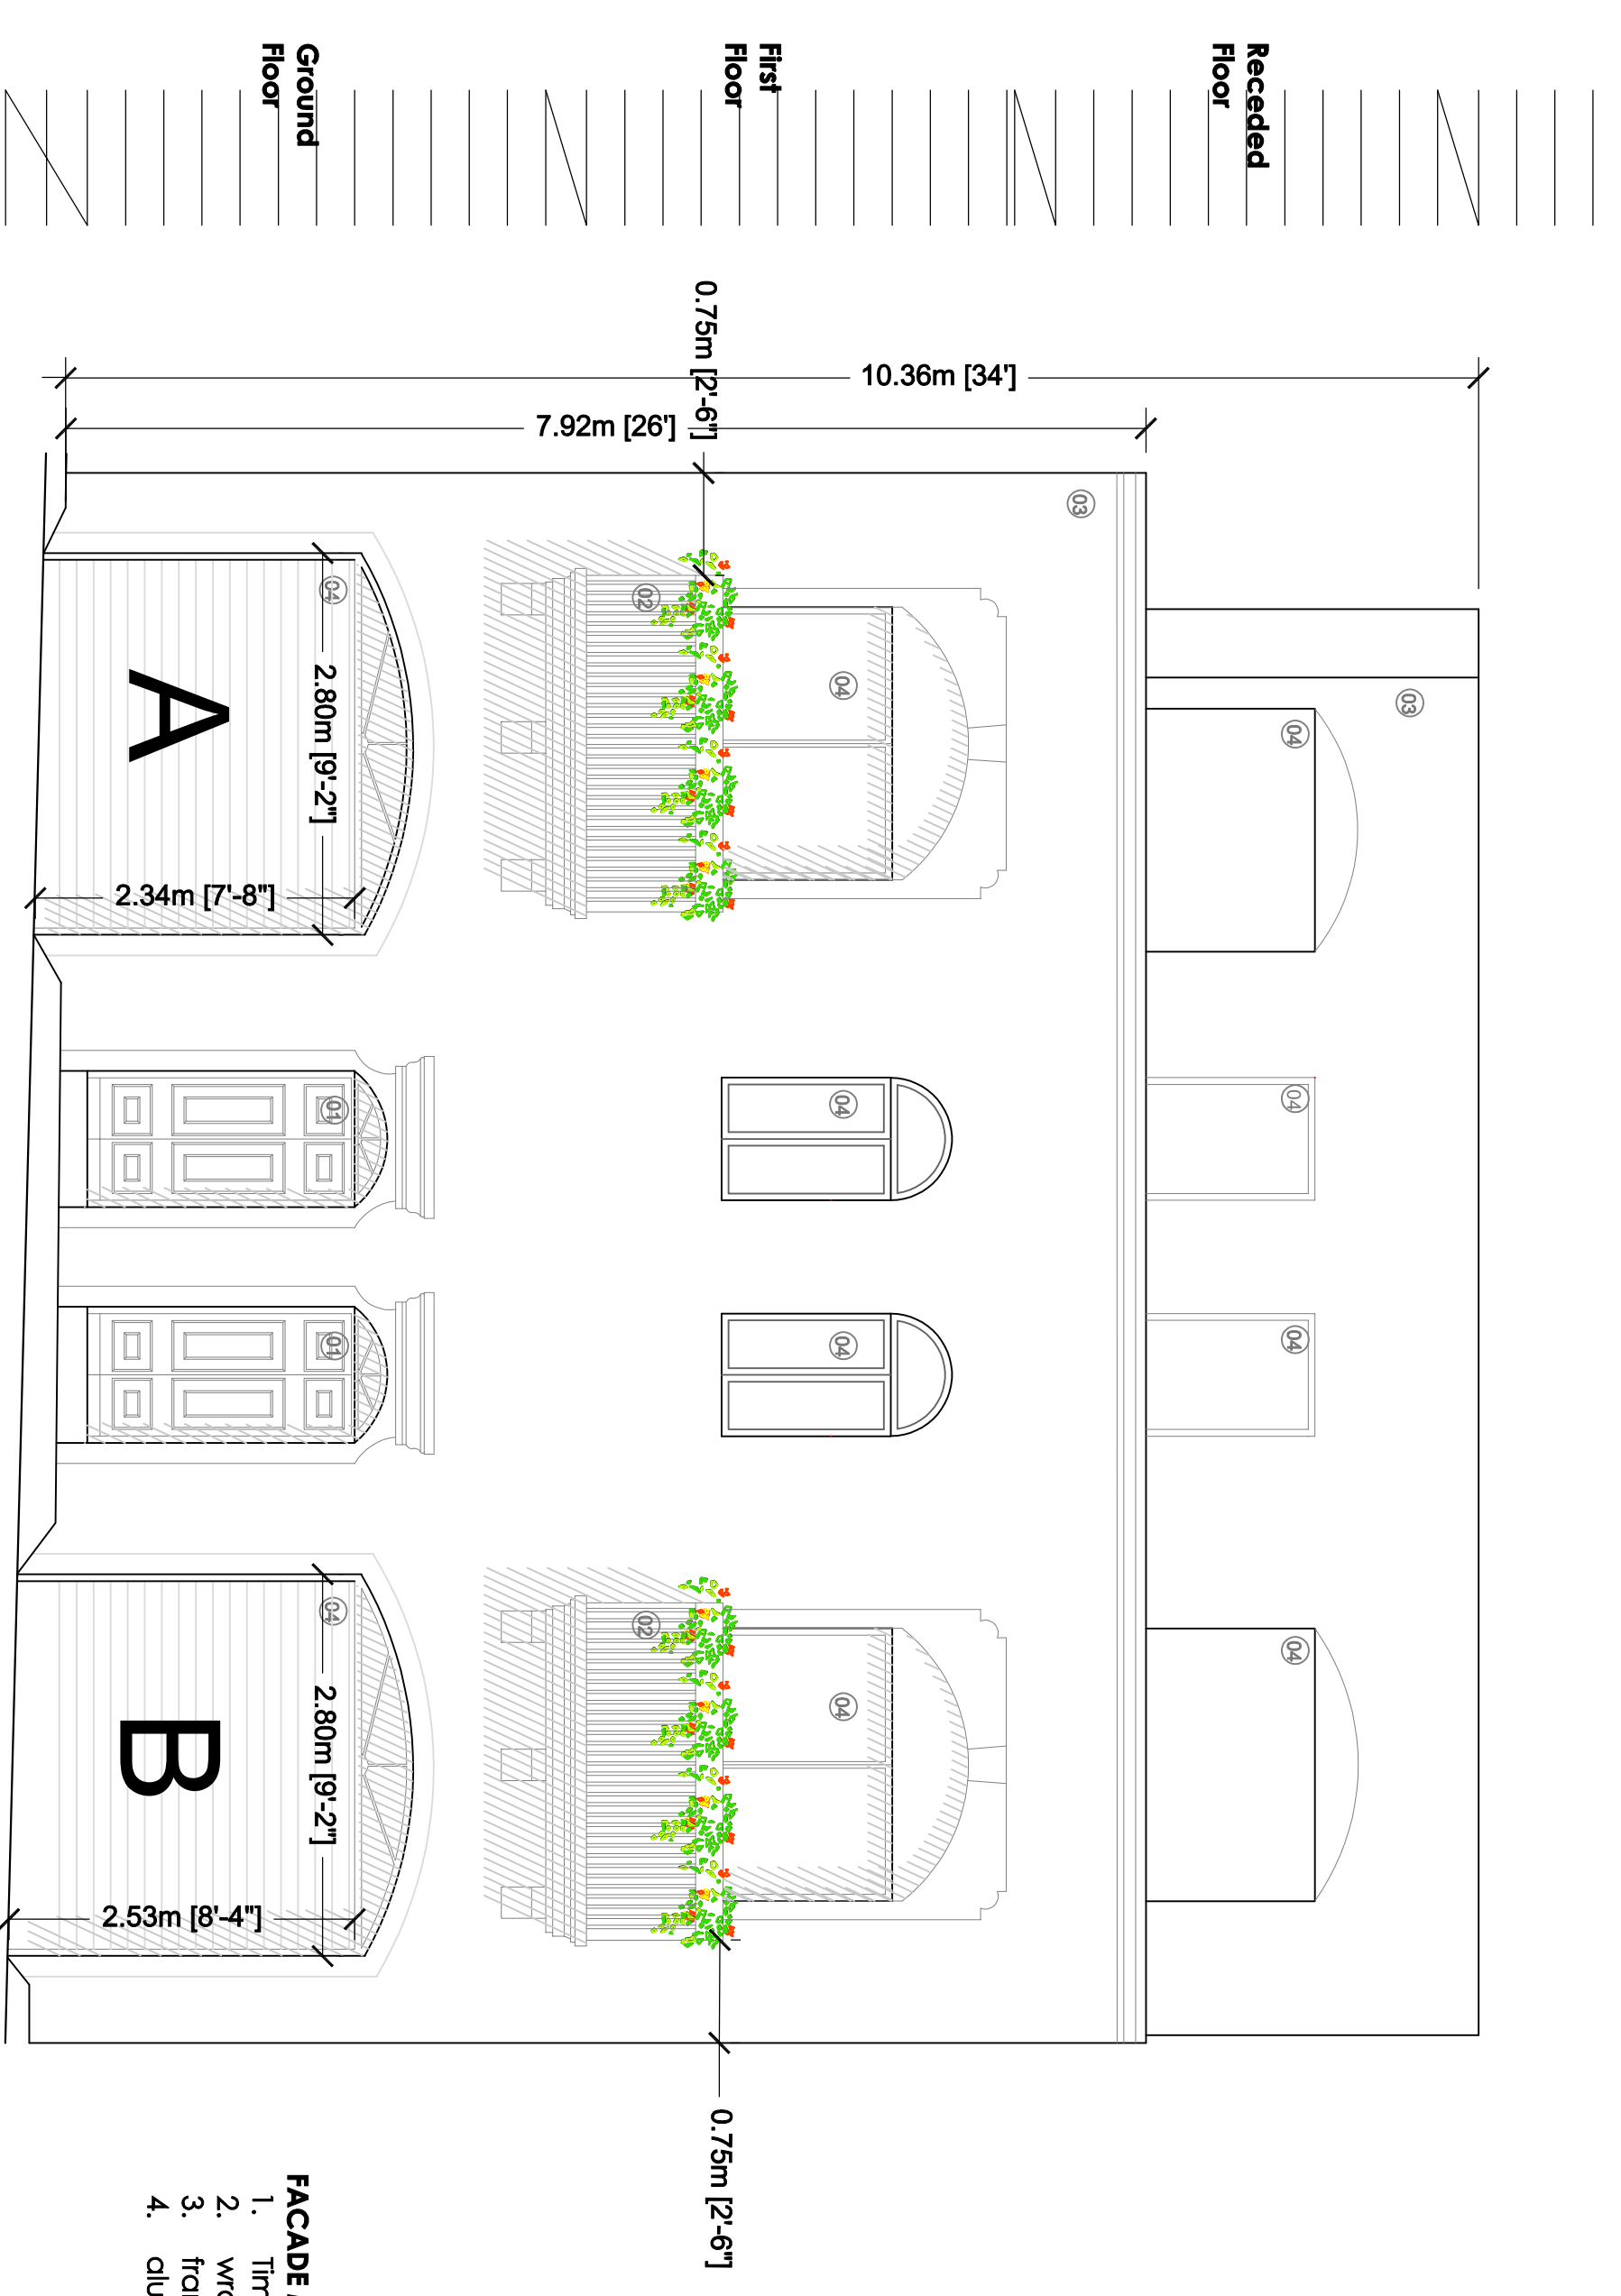 Receded
Floor
03
04
04
04
04
10.36m [34']
7.92m [26']
03
First
Floor
0.75m [2'-6"]
04
04
04
04
0.75m [2'-6"]
02
02
Ground
Floor
04
01
01
04
2.80m [9'-2"]
2.80m [9'-2"]
A
B
2.34m [7'-8"]
2.53m [8'-4"]
FACADE
1.
2.
3.
4.